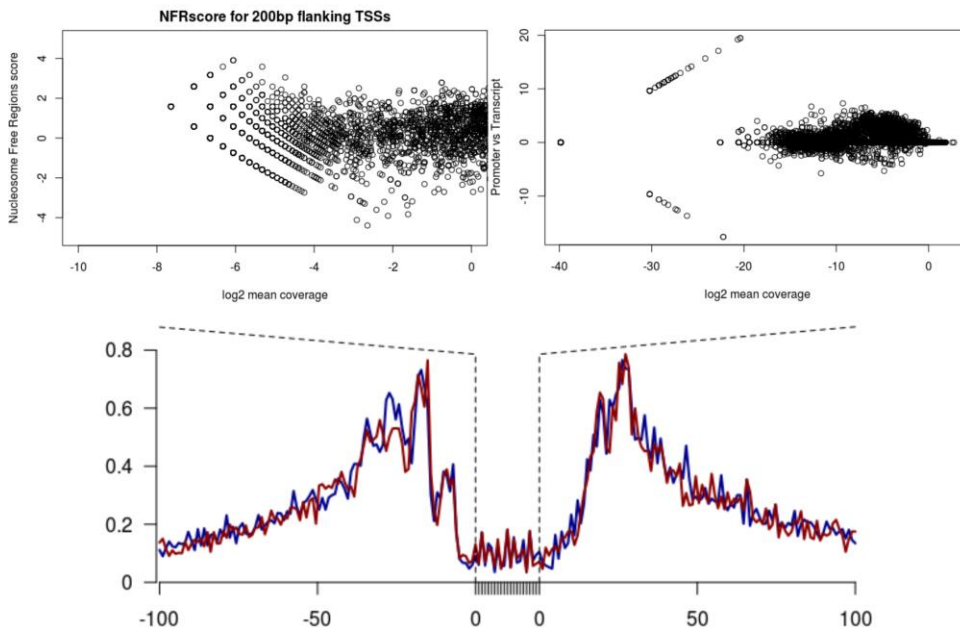 NFRscore for 200bp flanking TSSs
Nucleosome Free Regions score
4
2
0
-2
-4
-10 -8 -6 -4 -2 0
log2 mean coverage
Promoter vs Transcript
20
10
0
-10
-40 -30 -20 -10 0
log2 mean coverage
0.8
0.6
0.4
0.2
0
-100 -50 0 0 50 100